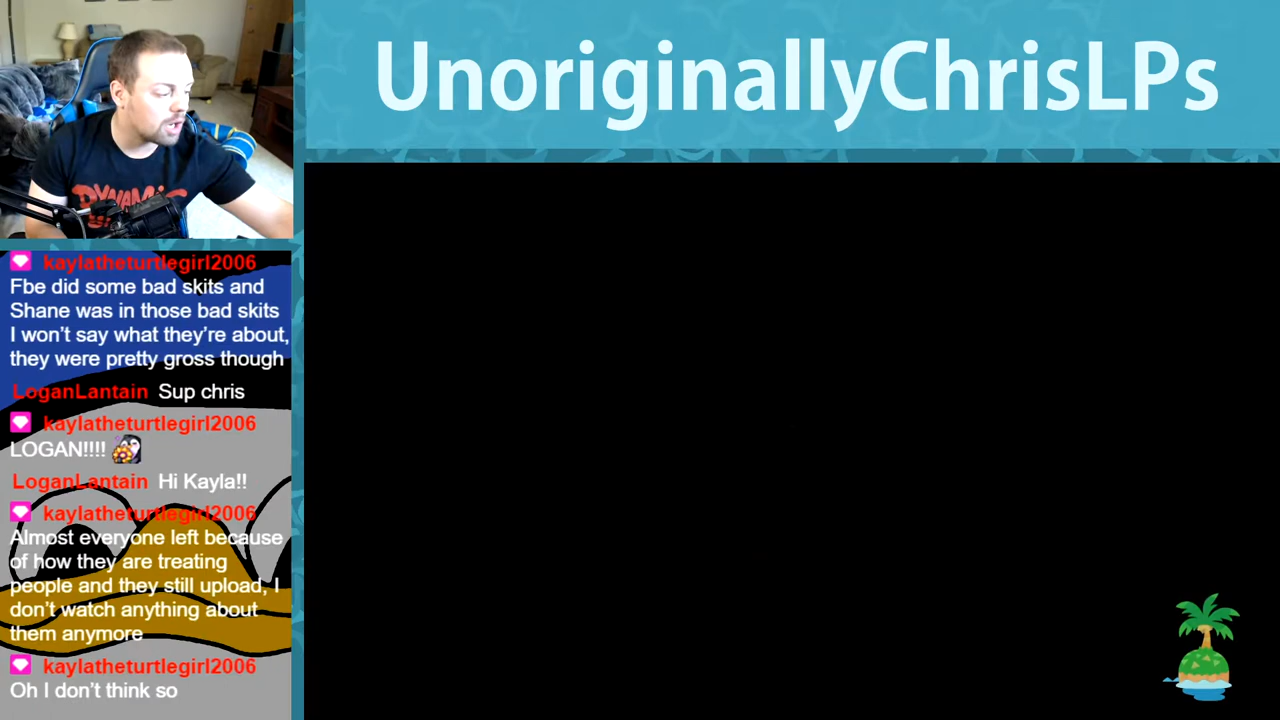 UnoriginallyChrisLPs
DYNAMIC
kaylatheturtlegirl2006
Fbe did some bad skits and
Shane was in those bad skits
I won't say what they're about,
they were pretty gross though
LoganLantain Sup chris
kaylatheturtlegirl2006
LOGAN!!!!
LoganLantain Hi Kayla!!
kaylatheturtlegirl2006
Almost everyone left because
of how they are treating
people and they still upload, I
don't watch anything about
them anymore
kaylatheturtlegirl2006
Oh I don't think so